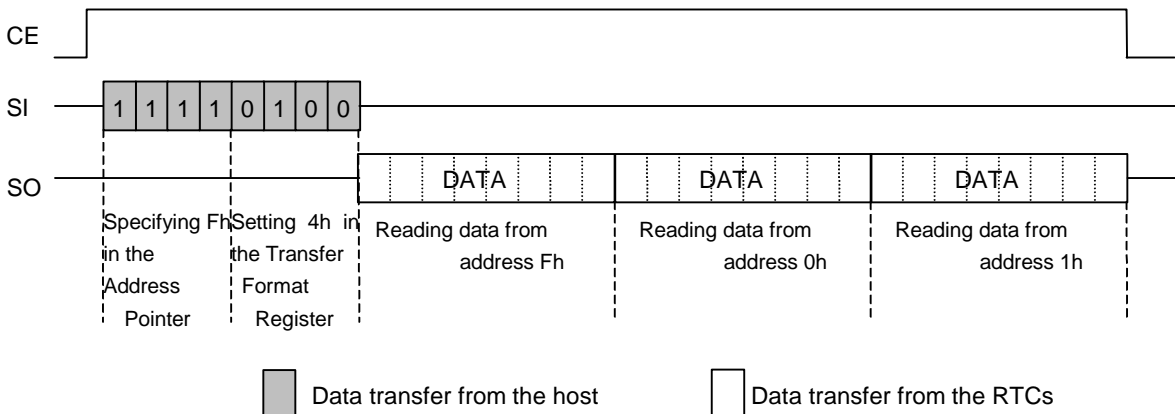 CE
SI
1 1 1 1 0 1 0 0
SO
DATA DATA DATA
Specifying Fh
in the
Address
Pointer
Setting 4h in
the Transfer
Format
Register
Reading data from
address Fh
Reading data from
address 0h
Reading data from
address 1h
Data transfer from the host
Data transfer from the RTCs